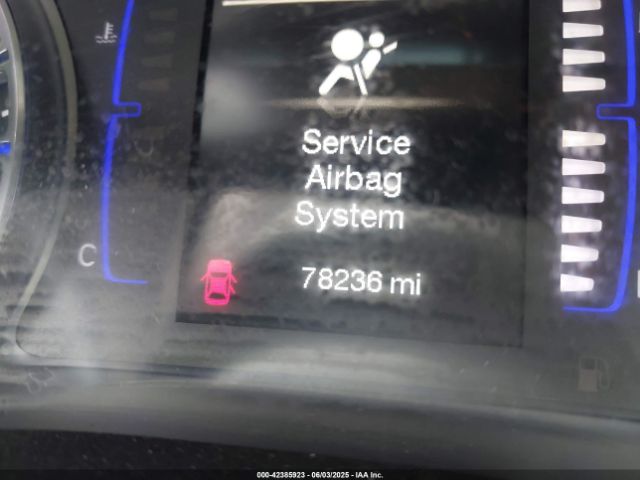 Service
Airbag
System
C
78236 mi
000-42385923 - 06/03/2025 - IAA Inc.